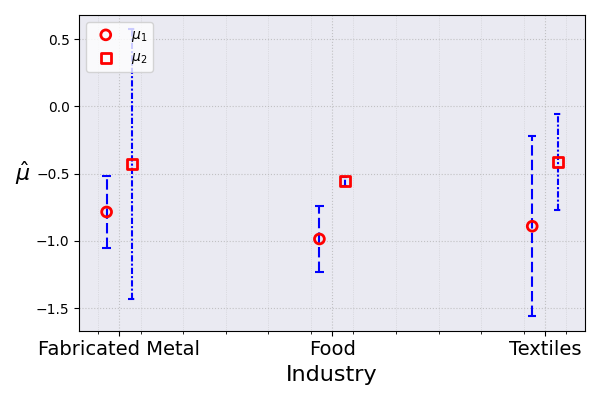 μ₁
μ₂
0.5
0.0
−0.5
−1.0
−1.5
μ̂
Fabricated Metal
Food
Textiles
Industry